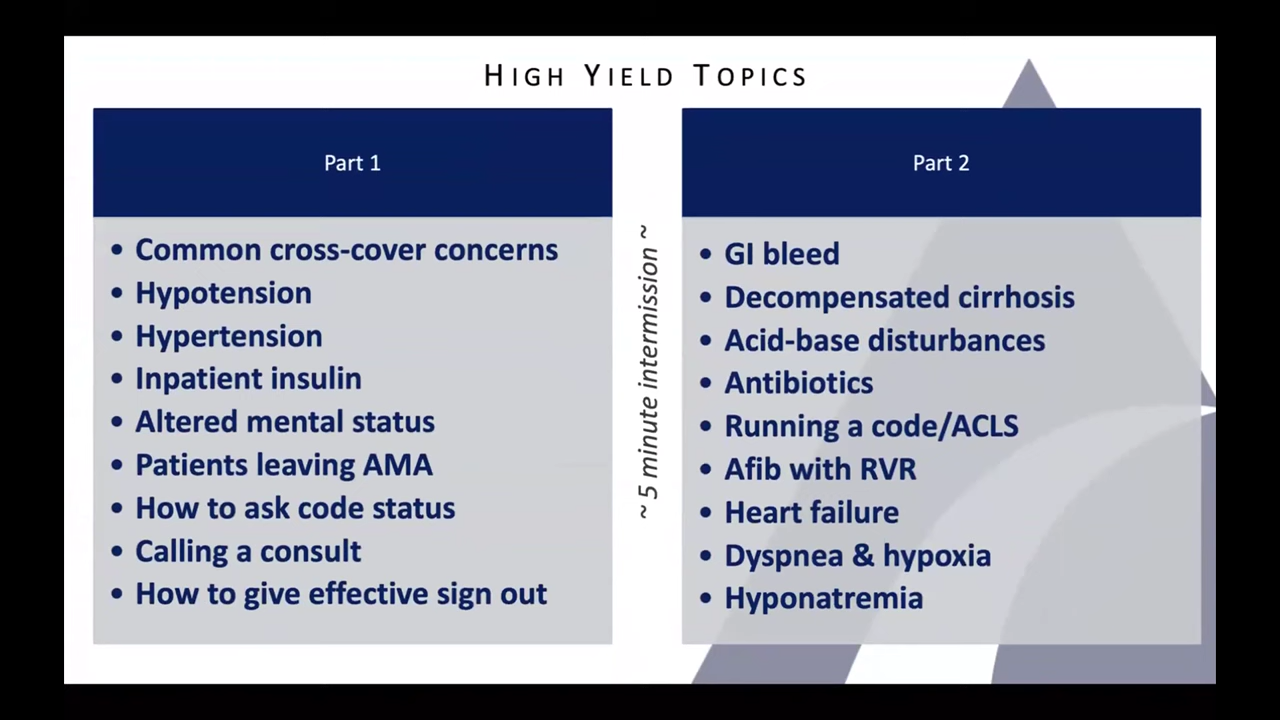 HIGH YIELD TOPICS
Part 1
• Common cross-cover concerns
• Hypotension
• Hypertension
• Inpatient insulin
• Altered mental status
• Patients leaving AMA
• How to ask code status
• Calling a consult
• How to give effective sign out
~ 5 minute intermission ~
Part 2
• GI bleed
• Decompensated cirrhosis
• Acid-base disturbances
• Antibiotics
• Running a code/ACLS
• Afib with RVR
• Heart failure
• Dyspnea & hypoxia
• Hyponatremia